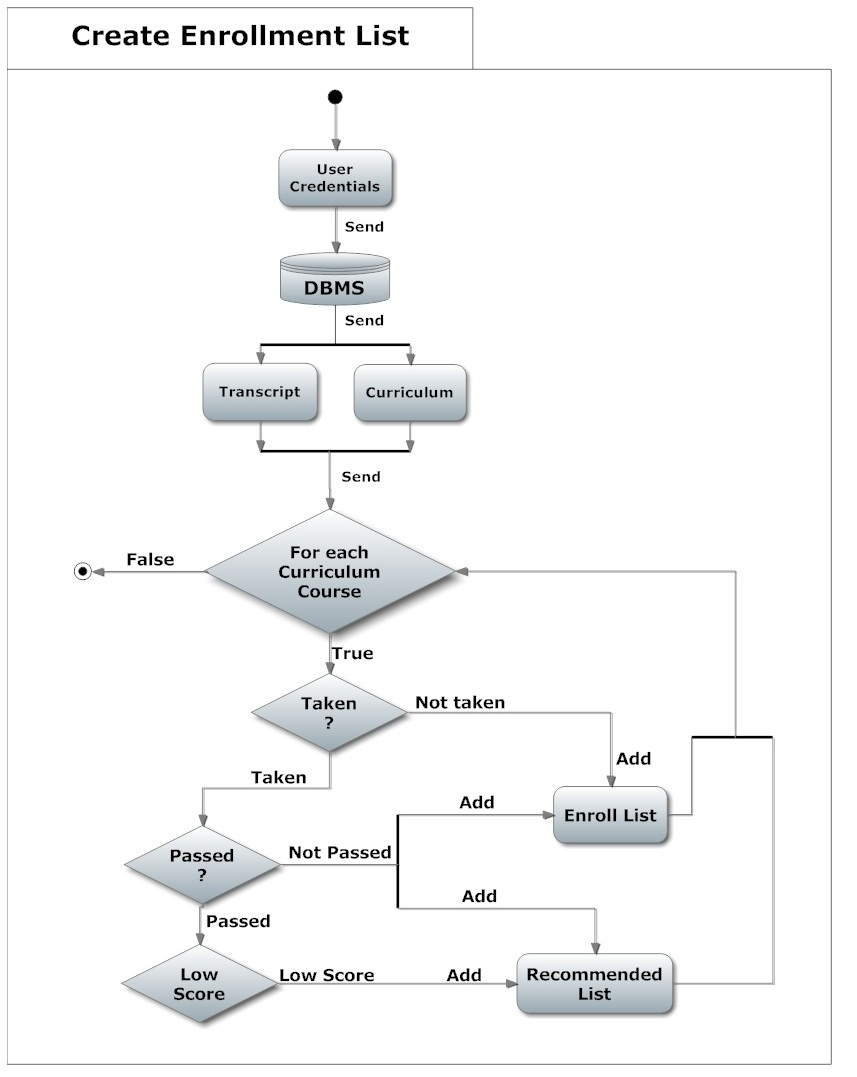 Create Enrollment List
User
Credentials
Send
DBMS
Send
Transcript
Curriculum
Send
For each
Curriculum
Course
False
True
Taken
?
Not taken
Add
Taken
Add
Enroll List
Passed
?
Not Passed
Add
Passed
Low
Score
Low Score
Add
Recommended
List